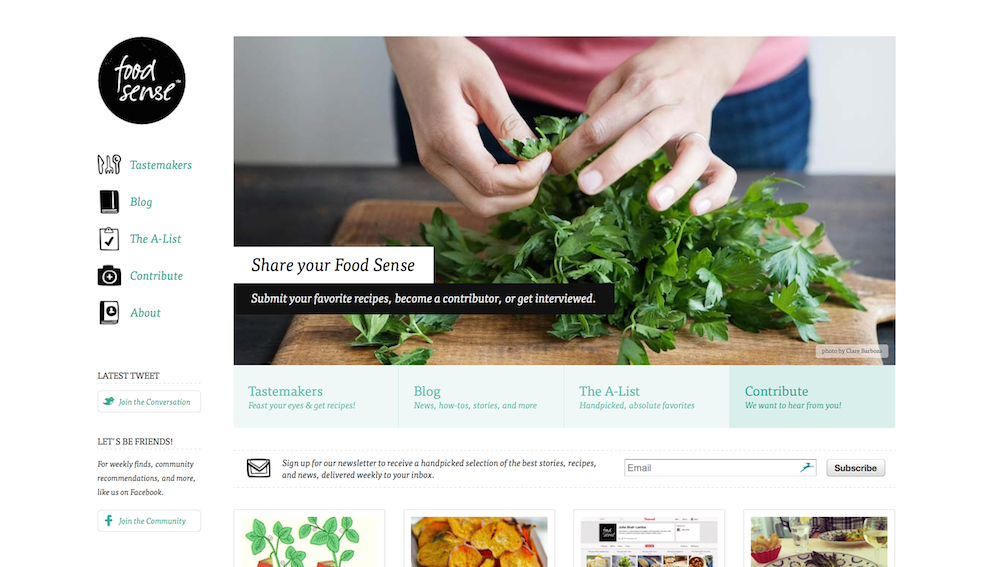 food
sense™
Tastemakers
Blog
The A-List
Contribute
About
LATEST TWEET
Join the Conversation
LET'S BE FRIENDS!
For weekly finds, community
recommendations, and more,
like us on Facebook.
Join the Community
Share your Food Sense
Submit your favorite recipes, become a contributor, or get interviewed.
photo by Clare Barboza
Tastemakers
Feast your eyes & get recipes!
Blog
News, how-tos, stories, and more
The A-List
Handpicked, absolute favorites
Contribute
We want to hear from you!
Sign up for our newsletter to receive a handpicked selection of the best stories, recipes,
and news, delivered weekly to your inbox.
Email
Subscribe